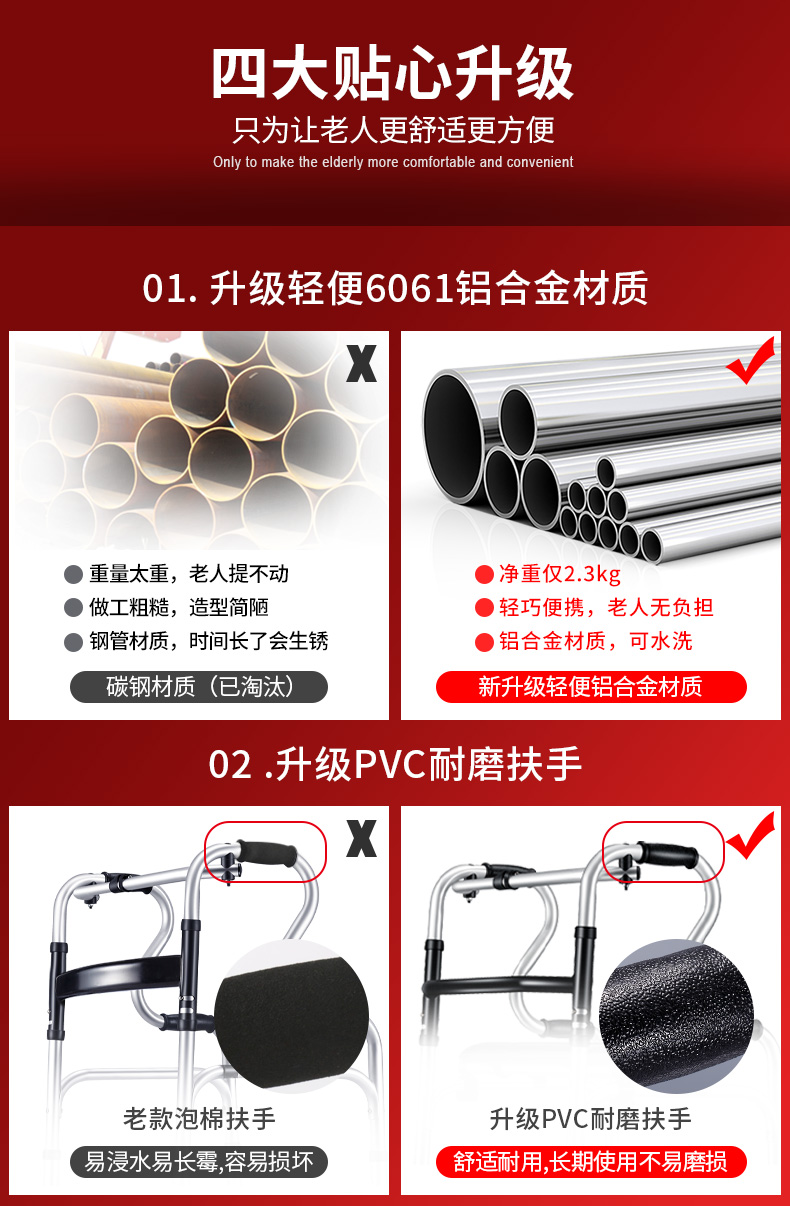 四大贴心升级
只为让老人更舒适更方便
Only to make the elderly more comfortable and convenient
01. 升级轻便6061铝合金材质
重量太重，老人提不动
做工粗糙，造型简陋
钢管材质，时间长了会生锈
碳钢材质（已淘汰）
净重仅2.3kg
轻巧便携，老人无负担
铝合金材质，可水洗
新升级轻便铝合金材质
02 .升级PVC耐磨扶手
老款泡棉扶手
易浸水易长霉,容易损坏
升级PVC耐磨扶手
舒适耐用,长期使用不易磨损